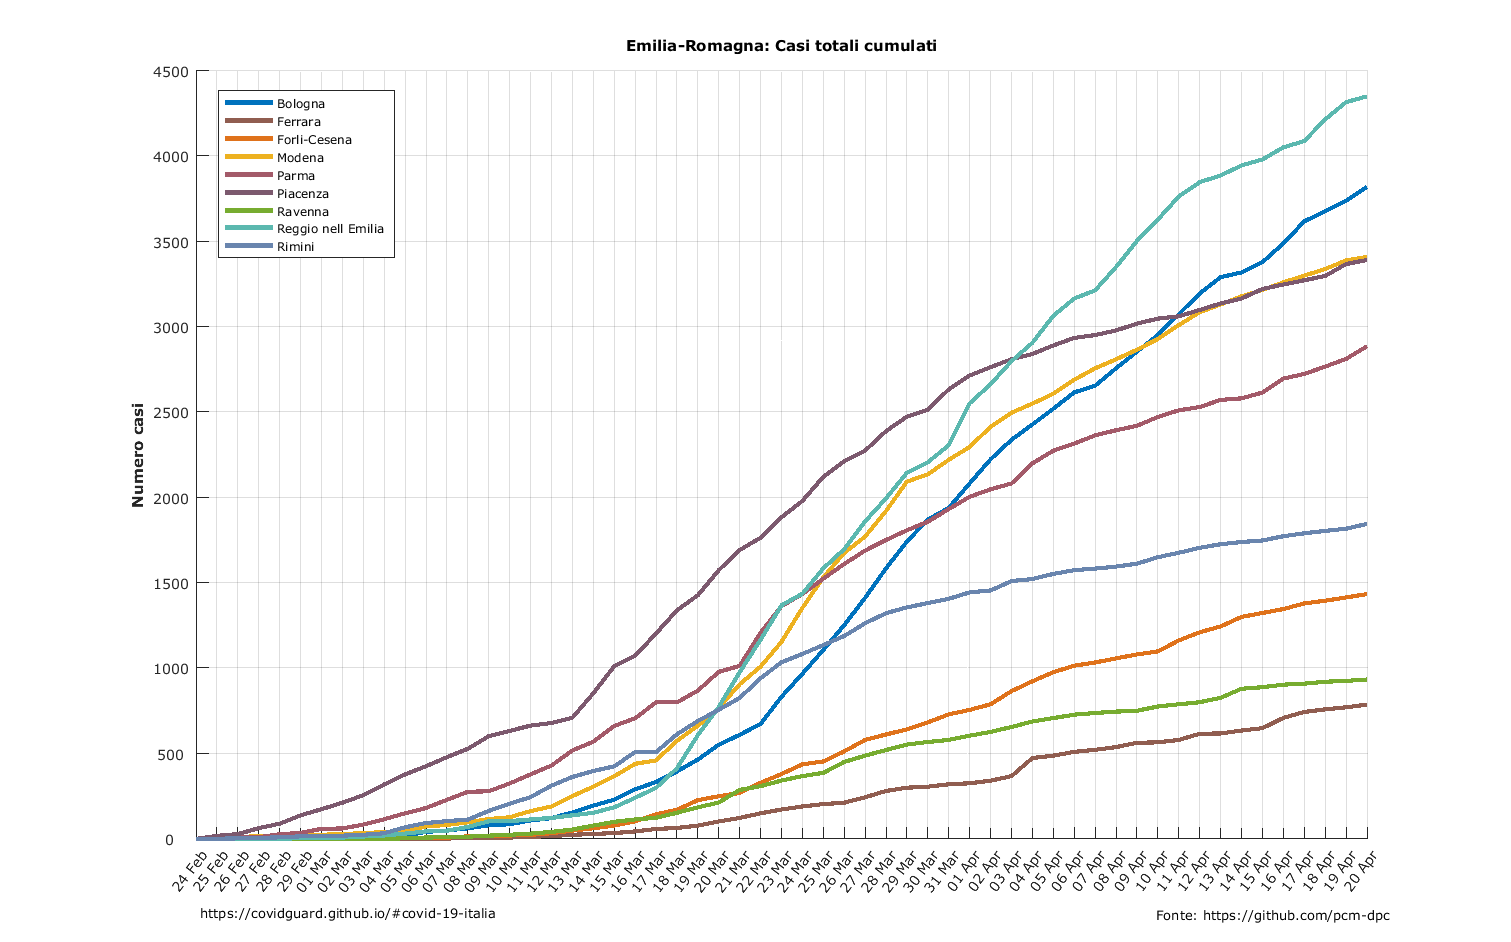 Emilia-Romagna: Casi totali cumulati
4500
4000
3500
3000
2500
2000
1500
1000
500
0
Numero casi
Bologna
Ferrara
Forli-Cesena
Modena
Parma
Piacenza
Ravenna
Reggio nell Emilia
Rimini
24 Feb
25 Feb
26 Feb
27 Feb
28 Feb
29 Feb
01 Mar
02 Mar
03 Mar
04 Mar
05 Mar
06 Mar
07 Mar
08 Mar
09 Mar
10 Mar
11 Mar
12 Mar
13 Mar
14 Mar
15 Mar
16 Mar
17 Mar
18 Mar
19 Mar
20 Mar
21 Mar
22 Mar
23 Mar
24 Mar
25 Mar
26 Mar
27 Mar
28 Mar
29 Mar
30 Mar
31 Mar
01 Apr
02 Apr
03 Apr
04 Apr
05 Apr
06 Apr
07 Apr
08 Apr
09 Apr
10 Apr
11 Apr
12 Apr
13 Apr
14 Apr
15 Apr
16 Apr
17 Apr
18 Apr
19 Apr
20 Apr
https://covidguard.github.io/#covid-19-italia
Fonte: https://github.com/pcm-dpc